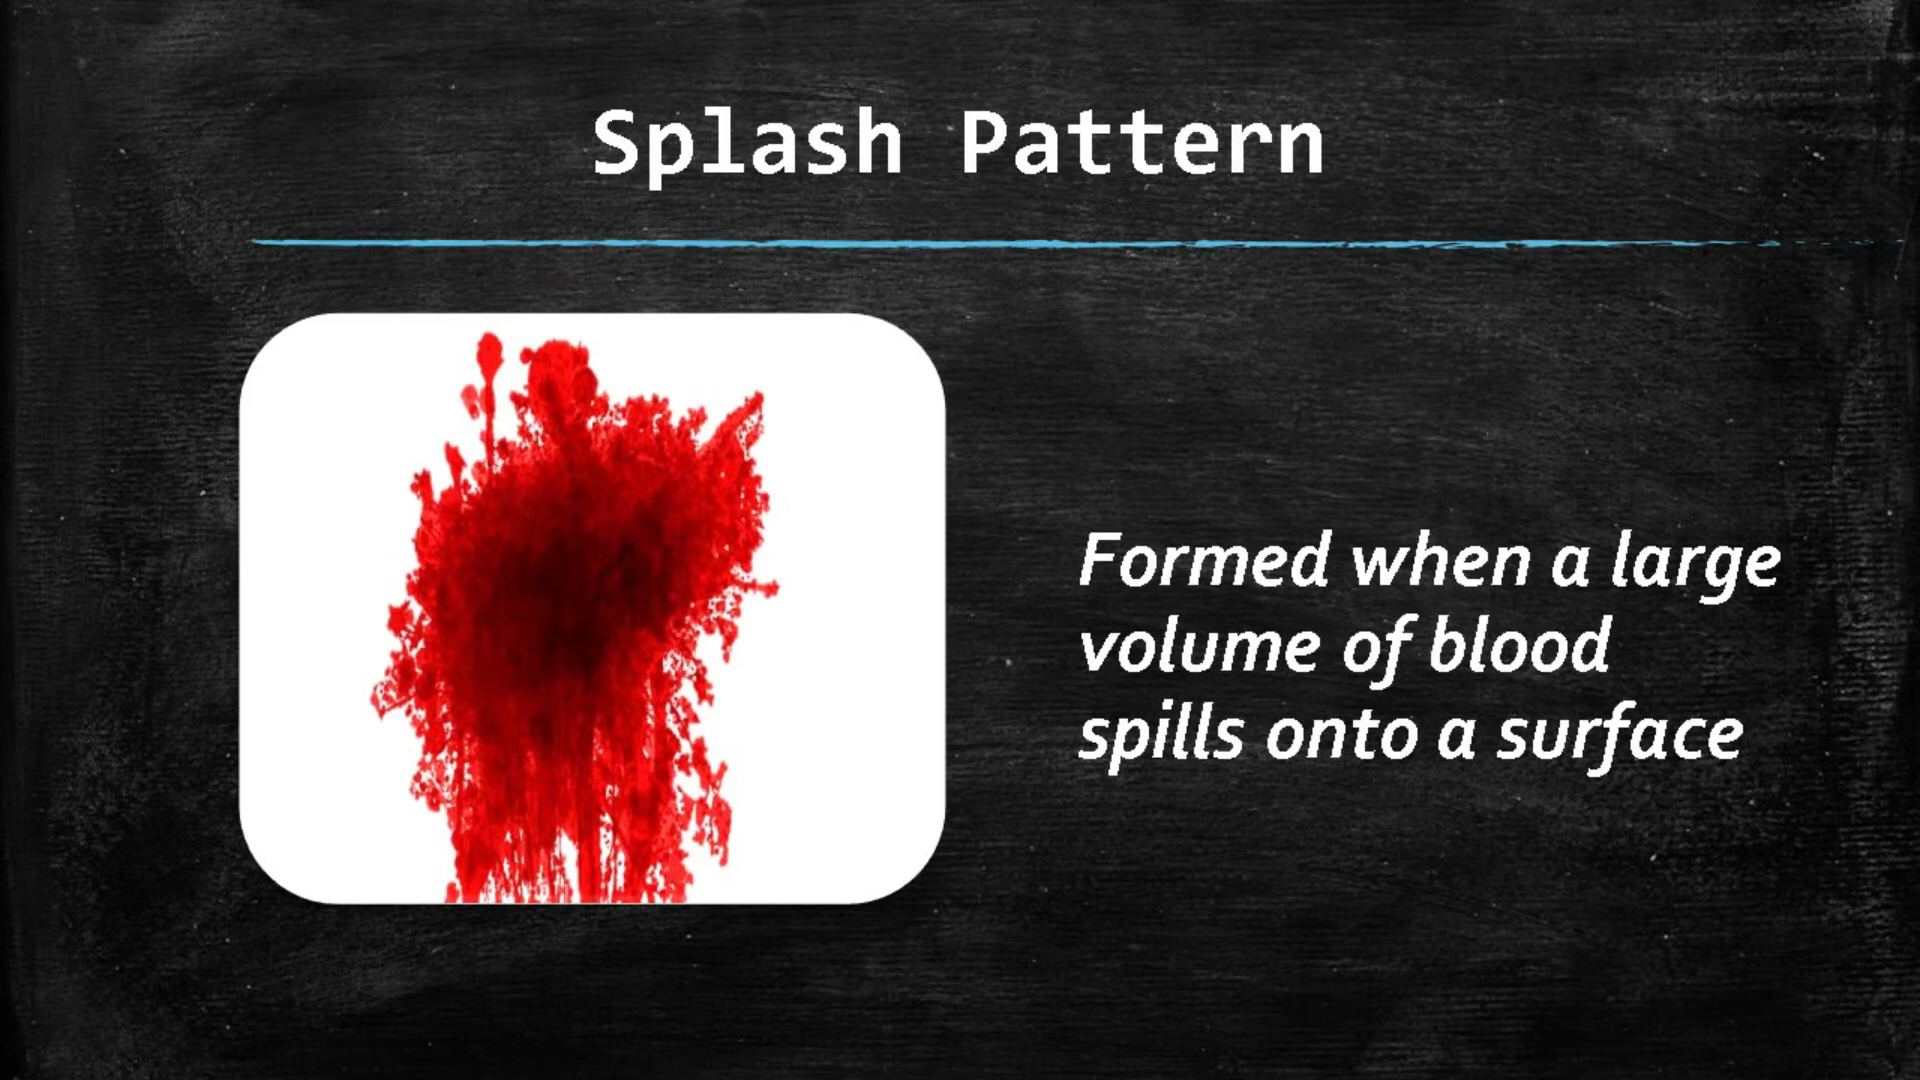 Splash Pattern
Formed when a large
volume of blood
spills onto a surface